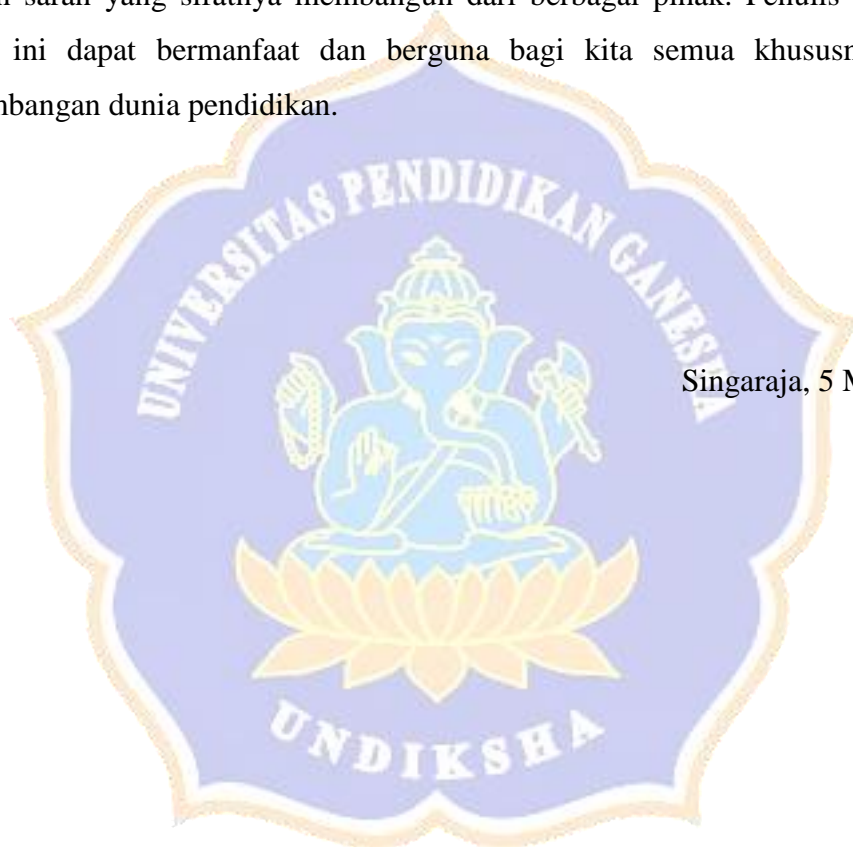 saran yang sifatnya membangun dari berbagai pihak. Penulis
ini dapat bermanfaat dan berguna bagi kita semua khususn
mbangan dunia pendidikan.
UNIVERSITAS PENDIDIKAN GANESHA
Singaraja, 5 M
UNDIKSHA